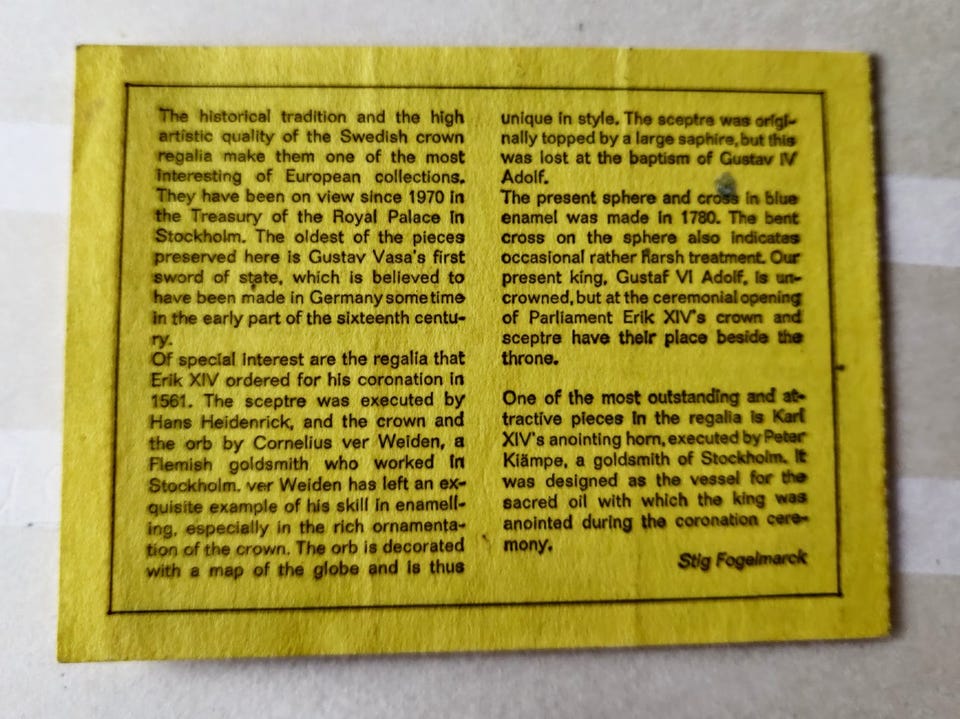 The historical tradition and the high
artistic quality of the Swedish crown
regalia make them one of the most
interesting of European collections.
They have been on view since 1970 in
the Treasury of the Royal Palace in
Stockholm. The oldest of the pieces
preserved here is Gustav Vasa's first
sword of state, which is believed to
have been made in Germany sometime
in the early part of the sixteenth centu-
ry.
Of special interest are the regalia that
Erik XIV ordered for his coronation in
1561. The sceptre was executed by
Hans Heidenrick, and the crown and
the orb by Cornelius ver Weiden, a
Flemish goldsmith who worked in
Stockholm. ver Weiden has left an ex-
quisite example of his skill in enamell-
ing, especially in the rich ornamenta-
tion of the crown. The orb is decorated
with a map of the globe and is thus
unique in style. The sceptre was origi-
nally topped by a large saphire, but this
was lost at the baptism of Gustav IV
Adolf.
The present sphere and cross in blue
enamel was made in 1780. The bent
cross on the sphere also indicates
occasional rather harsh treatment. Our
present king, Gustaf VI Adolf, is un-
crowned, but at the ceremonial opening
of Parliament Erik XIV's crown and
sceptre have their place beside the
throne.
One of the most outstanding and at-
tractive pieces in the regalia is Karl
XIV's anointing horn, executed by Peter
Kiämpe, a goldsmith of Stockholm. It
was designed as the vessel for the
sacred oil with which the king was
anointed during the coronation cere-
mony.
Stig Fogelmarck